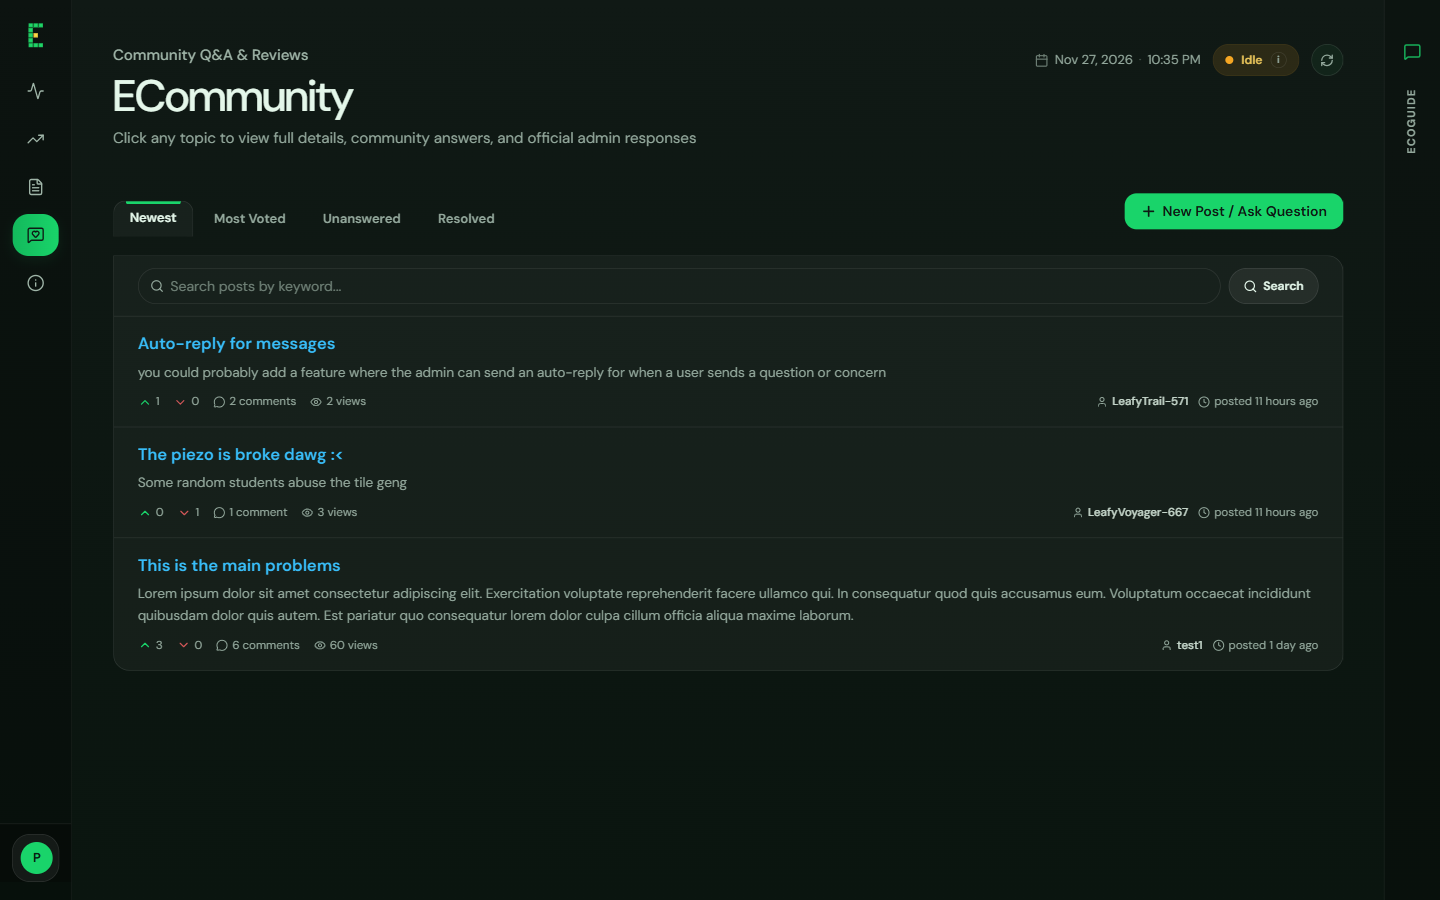 Community Q&A & Reviews
ECommunity
Click any topic to view full details, community answers, and official admin responses
Nov 27, 2026 · 10:35 PM
Idle
i
ECOGUIDE
Newest
Most Voted
Unanswered
Resolved
+ New Post / Ask Question
Search posts by keyword...
Search
Auto-reply for messages
you could probably add a feature where the admin can send an auto-reply for when a user sends a question or concern
1 0 2 comments 2 views
LeafyTrail-571 posted 11 hours ago
The piezo is broke dawg :<
Some random students abuse the tile geng
0 1 1 comment 3 views
LeafyVoyager-667 posted 11 hours ago
This is the main problems
Lorem ipsum dolor sit amet consectetur adipiscing elit. Exercitation voluptate reprehenderit facere ullamco qui. In consequatur quod quis accusamus eum. Voluptatum occaecat incididunt
quibusdam dolor quis autem. Est pariatur quo consequatur lorem dolor culpa cillum officia aliqua maxime laborum.
3 0 6 comments 60 views
test1 posted 1 day ago
P